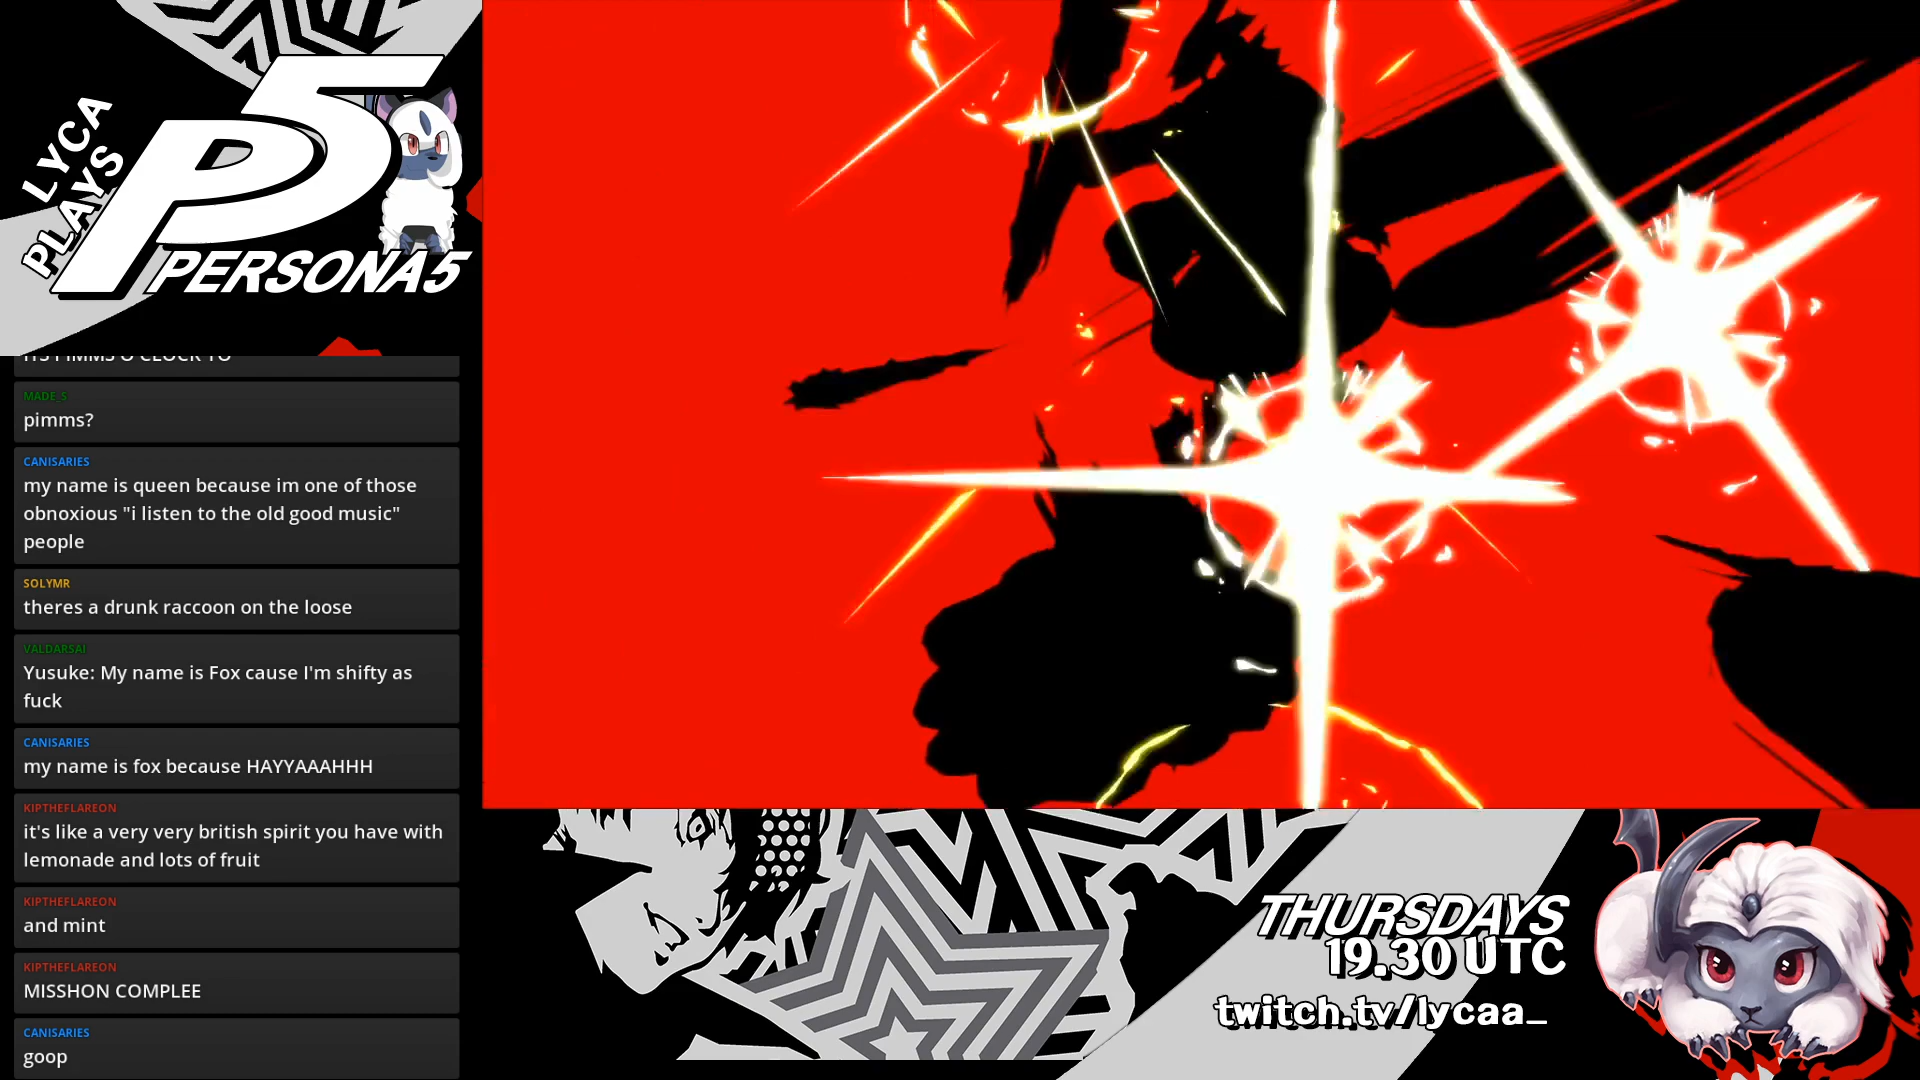 LYCA
PLAYS
P5
PERSONA5
ITS PIMMS O CLOCK YO
MADE_S
pimms?
CANISARIES
my name is queen because im one of those
obnoxious "i listen to the old good music"
people
SOLYMR
theres a drunk raccoon on the loose
VALDARSAI
Yusuke: My name is Fox cause I'm shifty as
fuck
CANISARIES
my name is fox because HAYYAAAHHH
KIPTHEFLAREON
it's like a very very british spirit you have with
lemonade and lots of fruit
KIPTHEFLAREON
and mint
KIPTHEFLAREON
MISSHON COMPLEE
CANISARIES
goop
THURSDAYS
19.30 UTC
twitch.tv/lycaa_